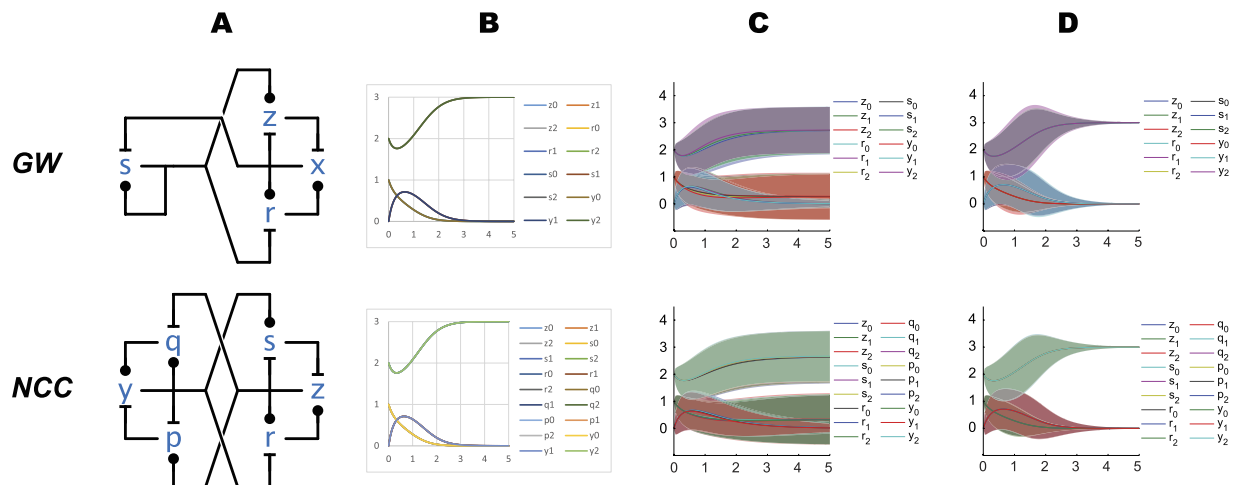 A B C D
GW
z
s x
r
3
2
1
0
0 1 2 3 4 5
z0 z1
z2 r0
r1 r2
s0 s1
s2 y0
y1 y2
4
3
2
1
0
0 1 2 3 4 5
z0 s0
z1 s1
z2 s2
r0 y0
r1 y1
r2 y2
4
3
2
1
0
0 1 2 3 4 5
z0 s0
z1 s1
z2 s2
r0 y0
r1 y1
r2 y2
NCC
q s
y z
p r
3
2
1
0
0 1 2 3 4 5
z0 z1
z2 s0
s1 s2
r0 r1
r2 q0
q1 q2
p0 p1
p2 y0
y1 y2
4
3
2
1
0
0 1 2 3 4 5
z0 q0
z1 q1
z2 q2
s0 p0
s1 p1
s2 p2
r0 y0
r1 y1
r2 y2
4
3
2
1
0
0 1 2 3 4 5
z0 q0
z1 q1
z2 q2
s0 p0
s1 p1
s2 p2
r0 y0
r1 y1
r2 y2